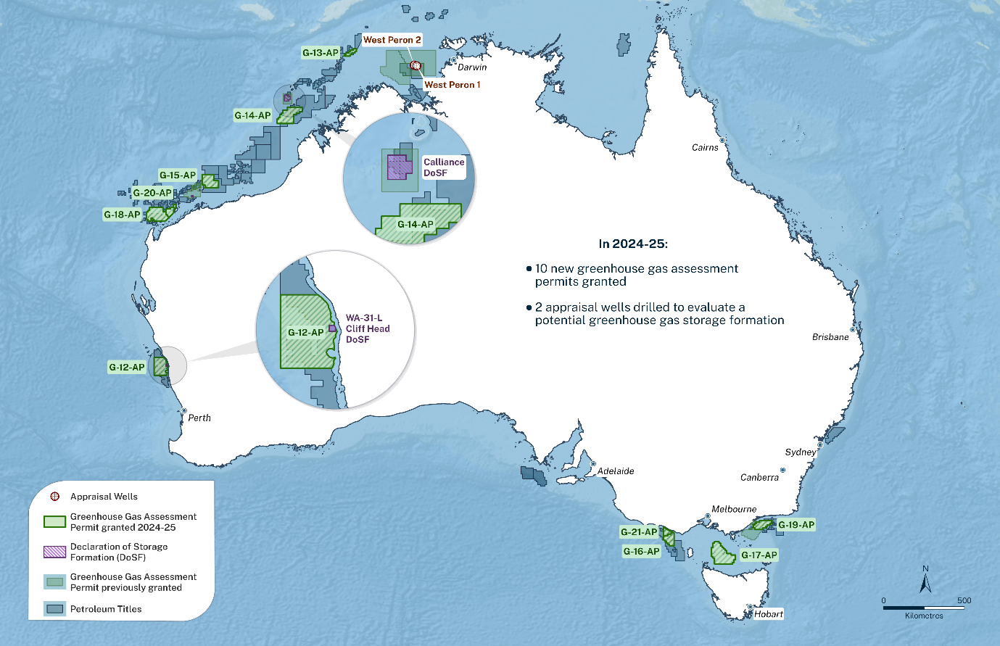 West Peron 2
G-13-AP
Darwin
West Peron 1
G-14-AP
Cairns
Calliance
DoSF
G-15-AP
G-20-AP
G-18-AP
G-14-AP
In 2024-25:
● 10 new greenhouse gas assessment
permits granted
● 2 appraisal wells drilled to evaluate a
potential greenhouse gas storage formation
WA-31-L
Cliff Head
DoSF
G-12-AP
Brisbane
G-12-AP
Perth
Sydney
Adelaide
Canberra
Melbourne
G-19-AP
G-21-AP
G-16-AP
G-17-AP
Hobart
Appraisal Wells
Greenhouse Gas Assessment
Permit granted 2024-25
Declaration of Storage
Formation (DoSF)
Greenhouse Gas Assessment
Permit previously granted
Petroleum Titles
N
0 500
Kilometres